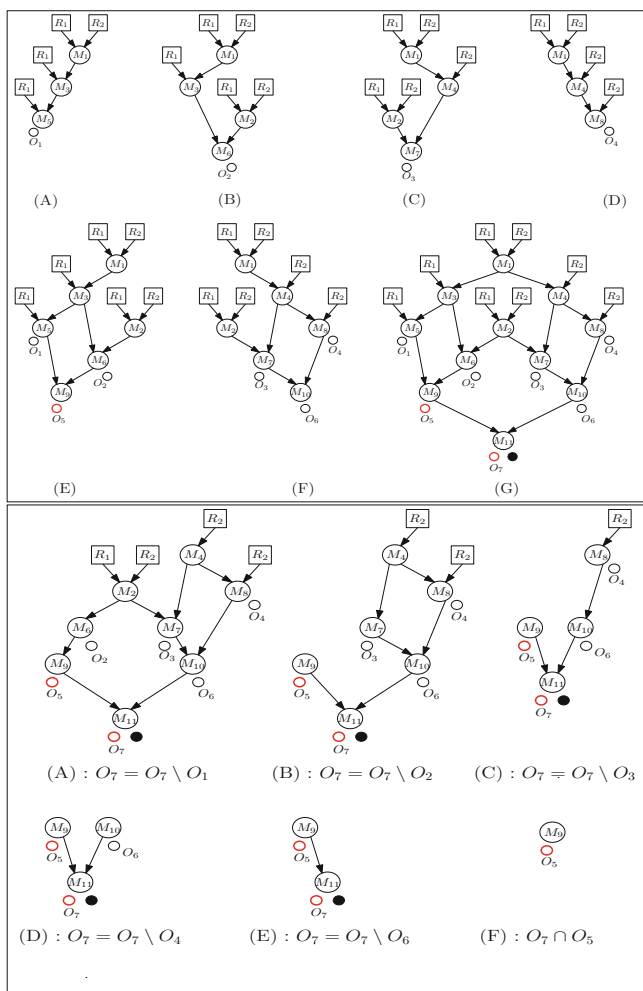 R1 R2 R1 R2 R1 R2 R1 R2
R1 M1 R1 M1 M1 R2 M1 R2
R1 M3 M3 R1 R2 R1 R2 M4 M4 R2
M5 M2 M2 M8
O1 M6 M7 O4
O2 O3
(A) (B) (C) (D)
R1 R2 R1 R2 R1 R2
R1 M1 M1 R2 R1 M1 R2
R1 M3 R1 R2 R1 R2 M4 R2 R1 M3 R1 R2 M4 R2
M5 M2 M2 M8 M5 M2 M8
O1 M6 M7 O4 O1 M6 M7 O4
O2 O3 O2 O3
M9 M10 M9 M10
O5 O6 O5 O6
M11
O7
(E) (F) (G)
R2 R2
R1 R2 M4 R2 M4 R2 R2
M2 M8 M8 M8
O4 O4 O4
M6 M7 M7 M9 M10
O2 O3 O3 O5 O6
M9 M10 M9 M10 M11
O5 O6 O5 O6 O7
M11 M11
O7 O7
(A) : O7 = O7 \ O1 (B) : O7 = O7 \ O2 (C) : O7 = O7 \ O3
M9 M10 M9 M9
O5 O6 O5 O5
M11 M11
O7 O7
(D) : O7 = O7 \ O4 (E) : O7 = O7 \ O6 (F) : O7 ∩ O5
.